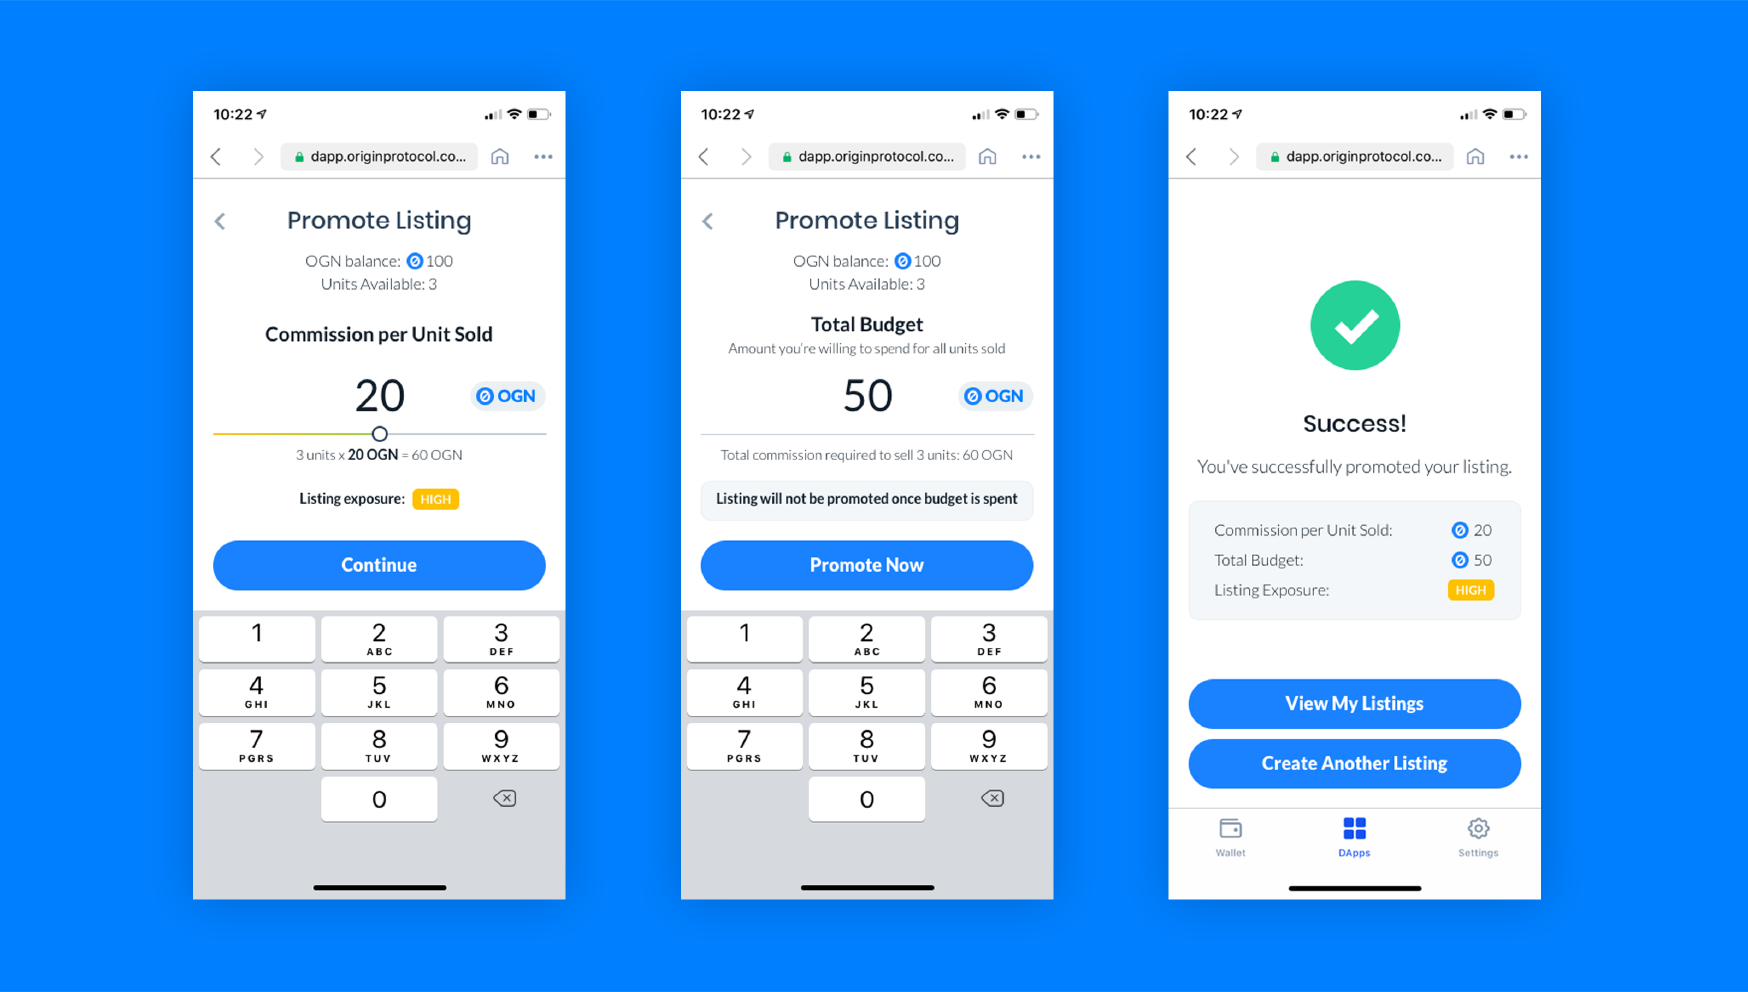 10:22
dapp.originprotocol.co...
Promote Listing
OGN balance: 100
Units Available: 3
Commission per Unit Sold
20 OGN
3 units x 20 OGN = 60 OGN
Listing exposure: HIGH
Continue
1 2 3
ABC DEF
4 5 6
GHI JKL MNO
7 8 9
PGRS TUV WXYZ
0
10:22
dapp.originprotocol.co...
Promote Listing
OGN balance: 100
Units Available: 3
Total Budget
Amount you're willing to spend for all units sold
50 OGN
Total commission required to sell 3 units: 60 OGN
Listing will not be promoted once budget is spent
Promote Now
1 2 3
ABC DEF
4 5 6
GHI JKL MNO
7 8 9
PGRS TUV WXYZ
0
10:22
dapp.originprotocol.co...
Success!
You've successfully promoted your listing.
Commission per Unit Sold: 20
Total Budget: 50
Listing Exposure: HIGH
View My Listings
Create Another Listing
Wallet DApps Settings